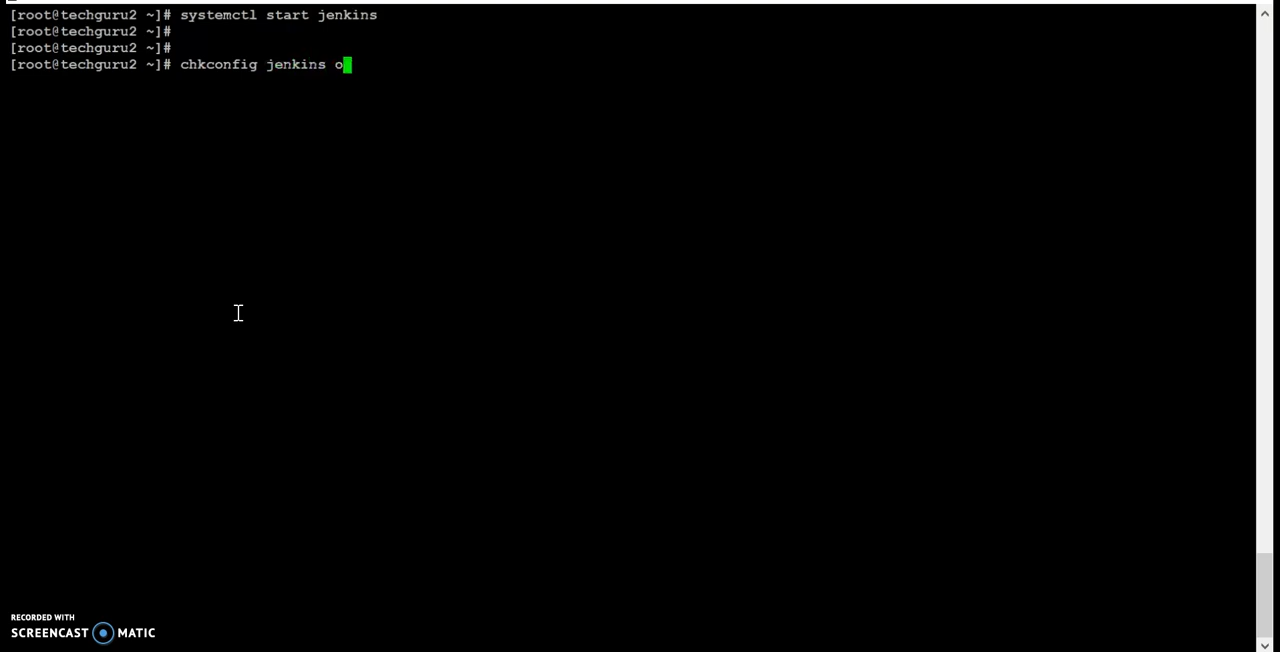 [root@techguru2 ~]# systemctl start jenkins
[root@techguru2 ~]#
[root@techguru2 ~]#
[root@techguru2 ~]# chkconfig jenkins o
RECORDED WITH
SCREENCAST MATIC